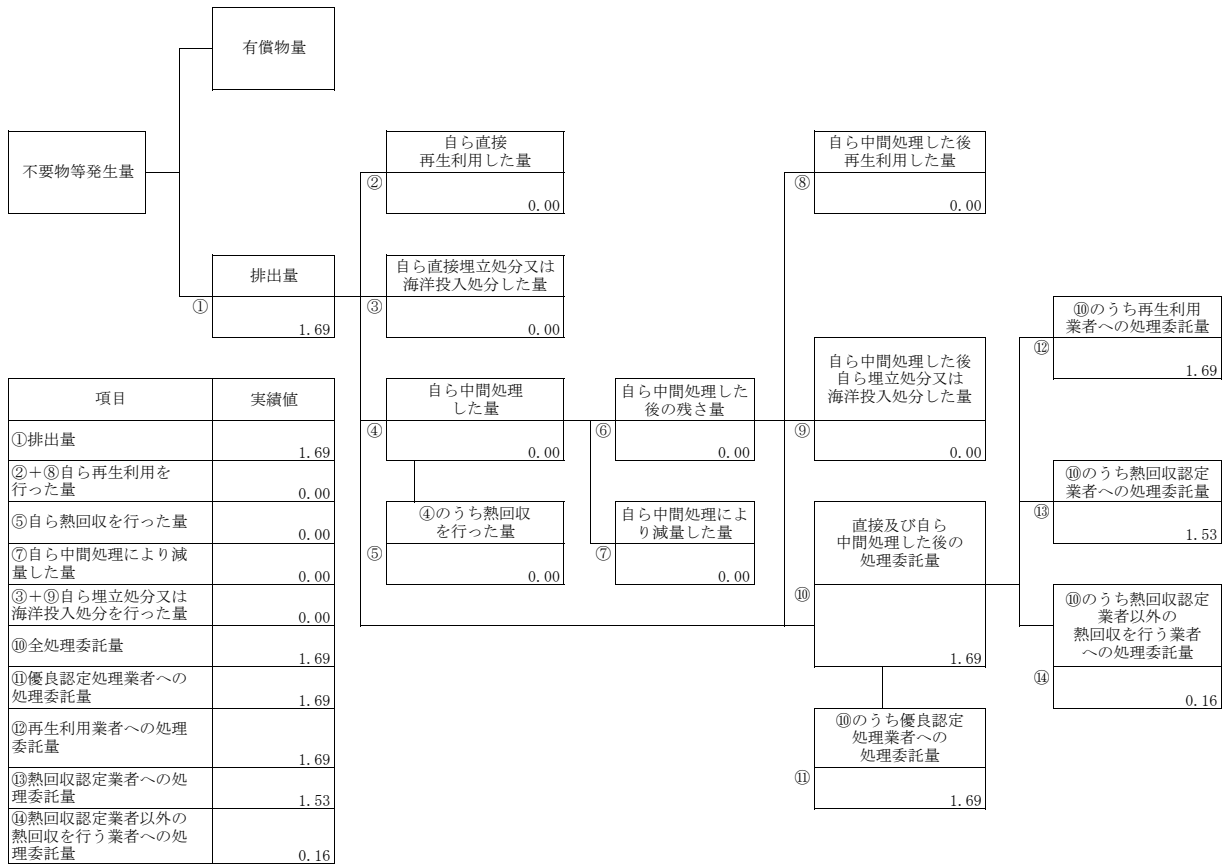 有償物量
不要物等発生量
排出量
①
1.69
自ら直接
再生利用した量
②
0.00
自ら直接埋立処分又は
海洋投入処分した量
③
0.00
自ら中間処理
した量
④
0.00
④のうち熱回収
を行った量
⑤
0.00
自ら中間処理した
後の残さ量
⑥
0.00
自ら中間処理によ
り減量した量
⑦
0.00
自ら中間処理した後
再生利用した量
⑧
0.00
自ら中間処理した後
自ら埋立処分又は
海洋投入処分した量
⑨
0.00
直接及び自ら
中間処理した後の
処理委託量
⑩
1.69
⑩のうち優良認定
処理業者への
処理委託量
⑪
1.69
⑩のうち再生利用
業者への処理委託量
⑫
1.69
⑩のうち熱回収認定
業者への処理委託量
⑬
1.53
⑩のうち熱回収認定
業者以外の
熱回収を行う業者
への処理委託量
⑭
0.16
項目 実績値
①排出量 1.69
②＋⑧自ら再生利用を
行った量 0.00
⑤自ら熱回収を行った量 0.00
⑦自ら中間処理により減
量した量 0.00
③＋⑨自ら埋立処分又は
海洋投入処分を行った量 0.00
⑩全処理委託量 1.69
⑪優良認定処理業者への
処理委託量 1.69
⑫再生利用業者への処理
委託量 1.69
⑬熱回収認定業者への処
理委託量 1.53
⑭熱回収認定業者以外の
熱回収を行う業者への処
理委託量 0.16